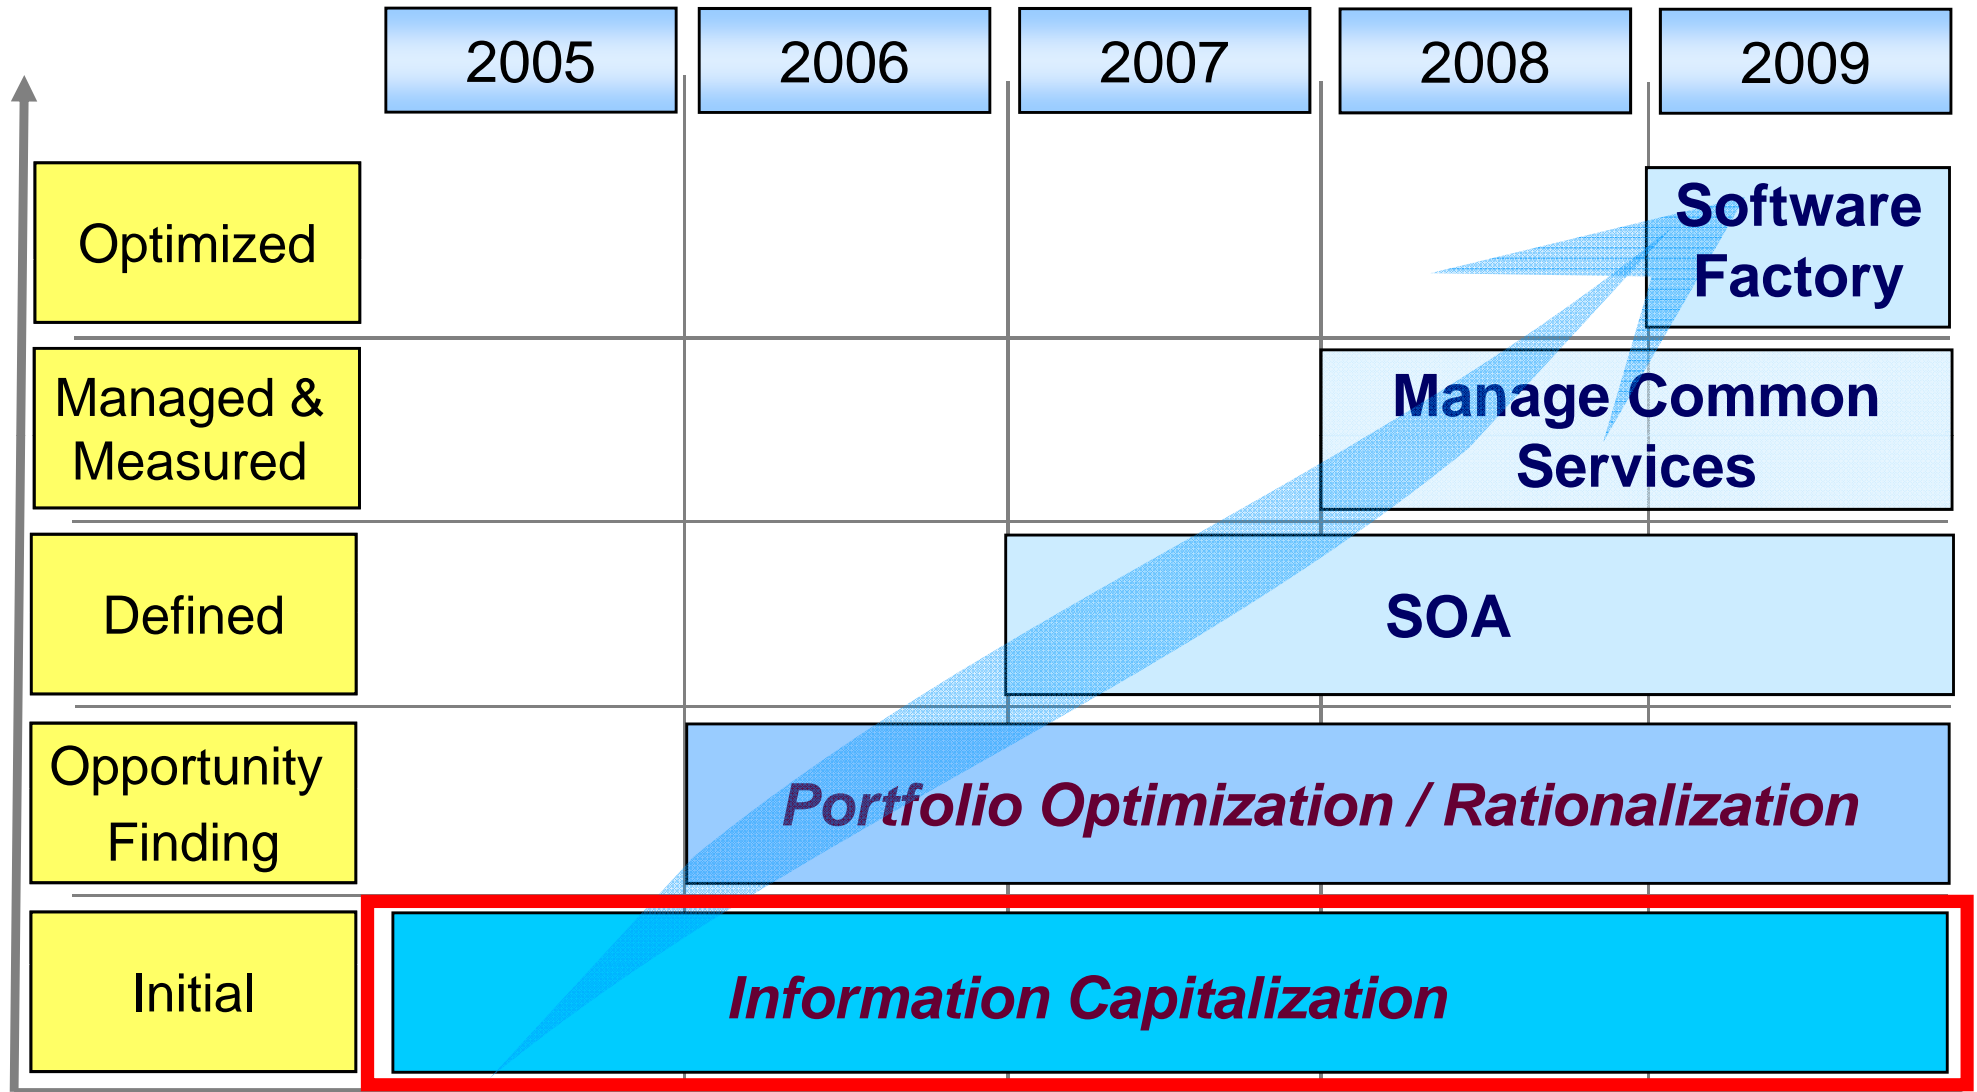 2005 2006 2007 2008 2009
Optimized
Software
Factory
Managed &
Measured
Manage Common
Services
Defined
SOA
Opportunity
Finding
Portfolio Optimization / Rationalization
Initial
Information Capitalization